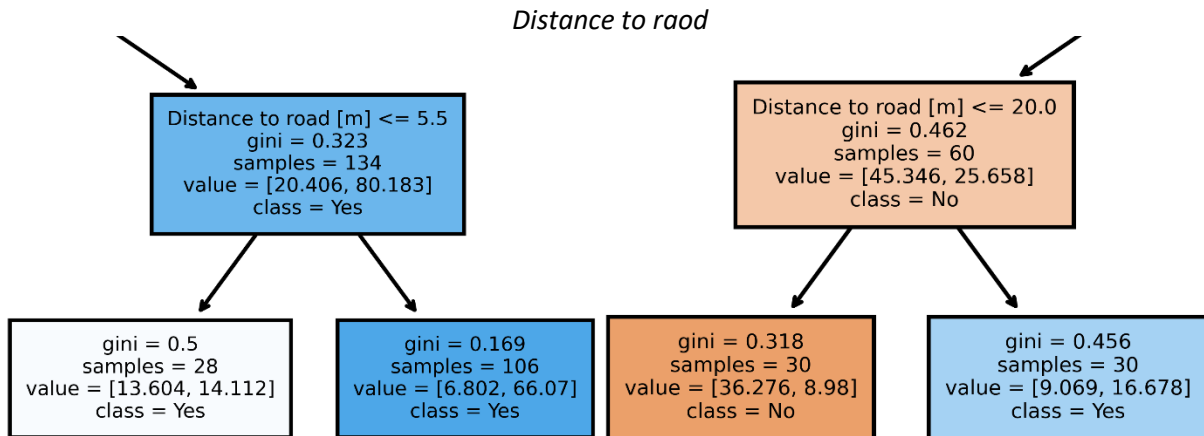 Distance to raod
Distance to road [m] <= 5.5
gini = 0.323
samples = 134
value = [20.406, 80.183]
class = Yes
Distance to road [m] <= 20.0
gini = 0.462
samples = 60
value = [45.346, 25.658]
class = No
gini = 0.5
samples = 28
value = [13.604, 14.112]
class = Yes
gini = 0.169
samples = 106
value = [6.802, 66.07]
class = Yes
gini = 0.318
samples = 30
value = [36.276, 8.98]
class = No
gini = 0.456
samples = 30
value = [9.069, 16.678]
class = Yes